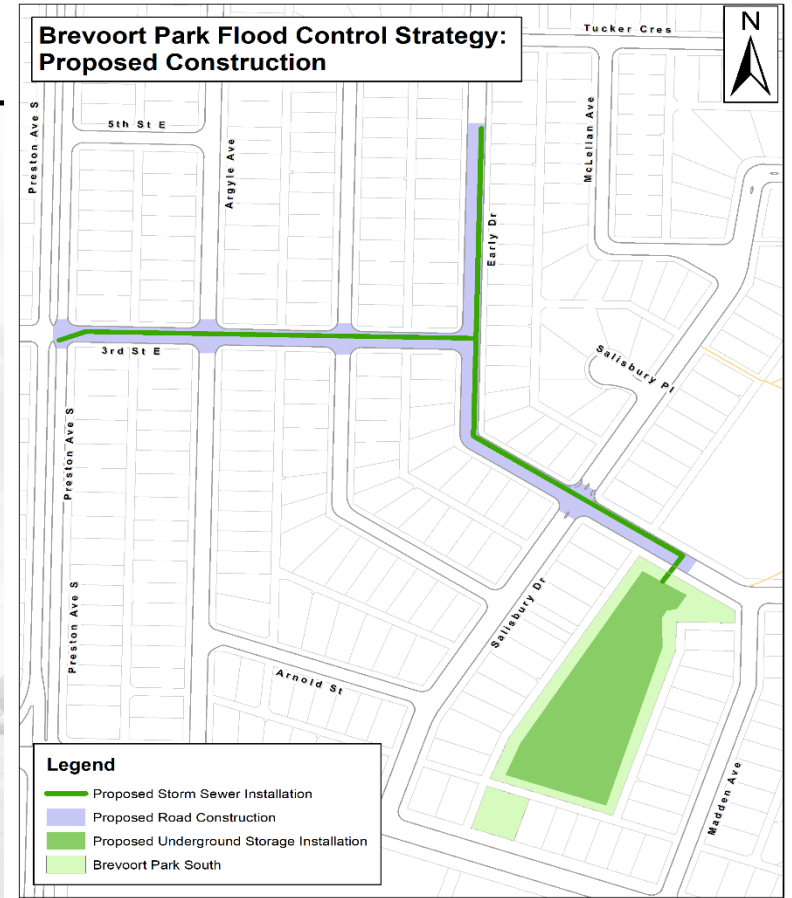 Brevoort Park Flood Control Strategy:
Proposed Construction
N
Tucker Cres
Preston Ave S
5th St E
Argyle Ave
McLellan Ave
Early Dr
3rd St E
Salisbury Pl
Preston Ave S
Preston Ave S
Salisbury Dr
Arnold St
Madden Ave
Legend
Proposed Storm Sewer Installation
Proposed Road Construction
Proposed Underground Storage Installation
Brevoort Park South